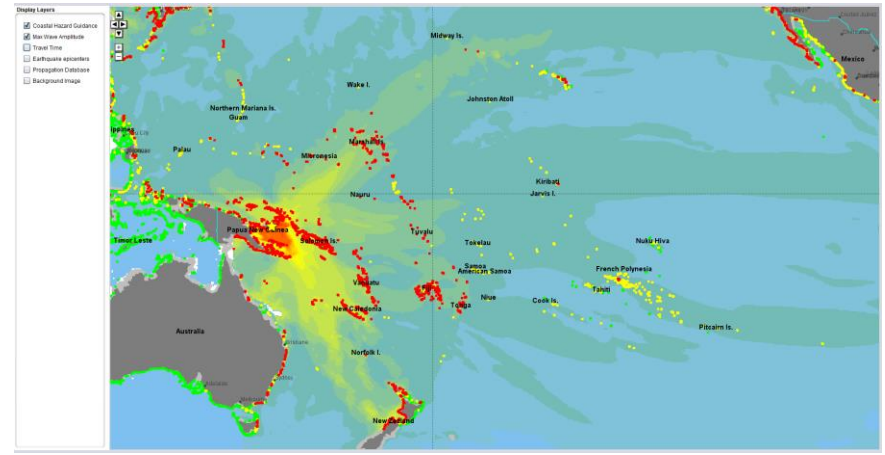 Display Layers
Coastal Hazard Guidance
Max Wave Amplitude
Travel Time
Earthquake epicenters
Propagation Database
Background Image
Midway Is.
Mexico
Wake I.
Johnston Atoll
Northern Mariana Is.
Guam
Marshalls
Palau
Micronesia
Kiribati
Nauru
Jarvis I.
Papua New Guinea
Solomon Is.
Tuvalu
Timor Leste
Tokelau
Nuku Hiva
Samoa
American Samoa
French Polynesia
Vanuatu
Tahiti
Niue
Tonga
Cook Is.
New Caledonia
Pitcairn Is.
Australia
Brisbane
Norfolk I.
New Zealand